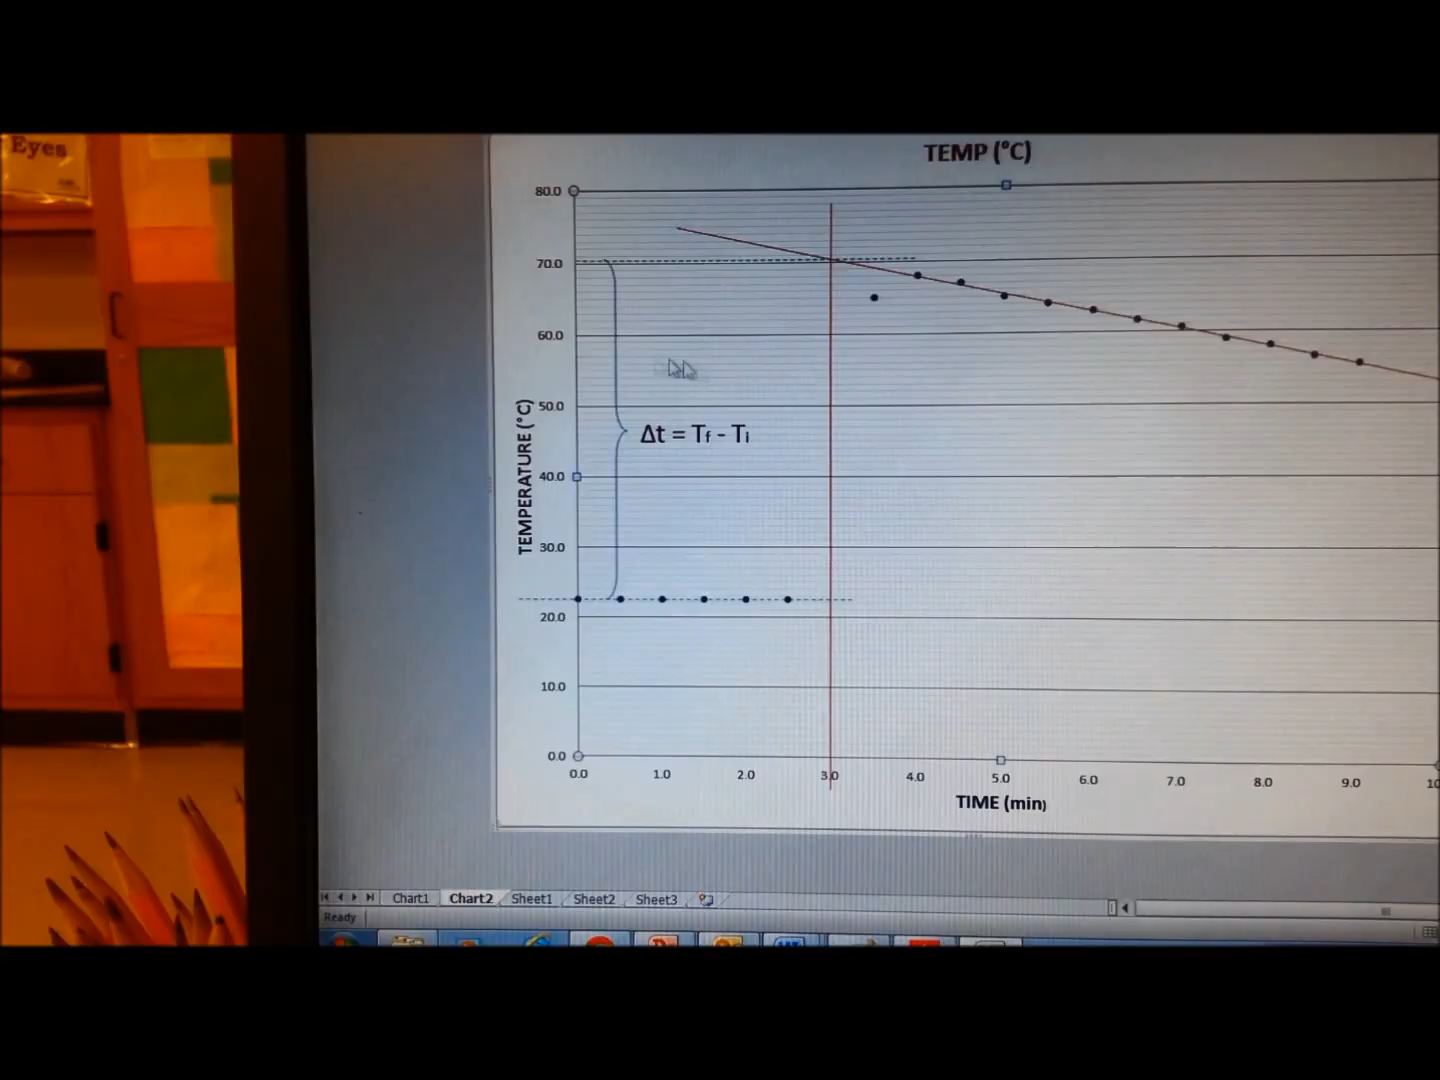 Eyes
TEMP (°C)
80.0
70.0
60.0
50.0
40.0
30.0
20.0
10.0
0.0
TEMPERATURE (°C)
Δt = Tf - Ti
0.0 1.0 2.0 3.0 4.0 5.0 6.0 7.0 8.0 9.0 10
TIME (min)
Chart1 Chart2 Sheet1 Sheet2 Sheet3
Ready